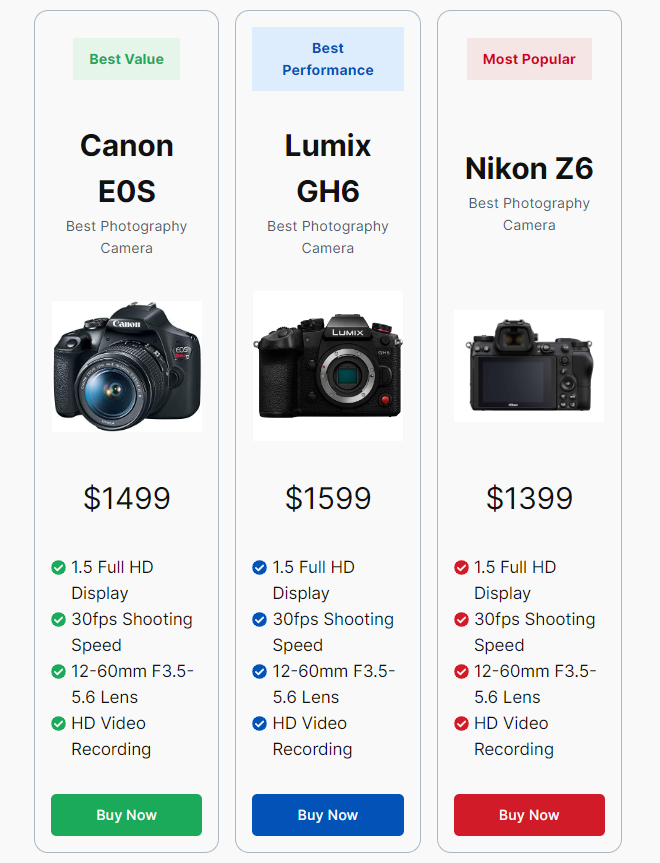 Best Value
Canon
E0S
Best Photography
Camera
Canon
EOS
$1499
1.5 Full HD
Display
30fps Shooting
Speed
12-60mm F3.5-
5.6 Lens
HD Video
Recording
Buy Now
Best
Performance
Lumix
GH6
Best Photography
Camera
LUMIX
GH6
$1599
1.5 Full HD
Display
30fps Shooting
Speed
12-60mm F3.5-
5.6 Lens
HD Video
Recording
Buy Now
Most Popular
Nikon Z6
Best Photography
Camera
Nikon
$1399
1.5 Full HD
Display
30fps Shooting
Speed
12-60mm F3.5-
5.6 Lens
HD Video
Recording
Buy Now